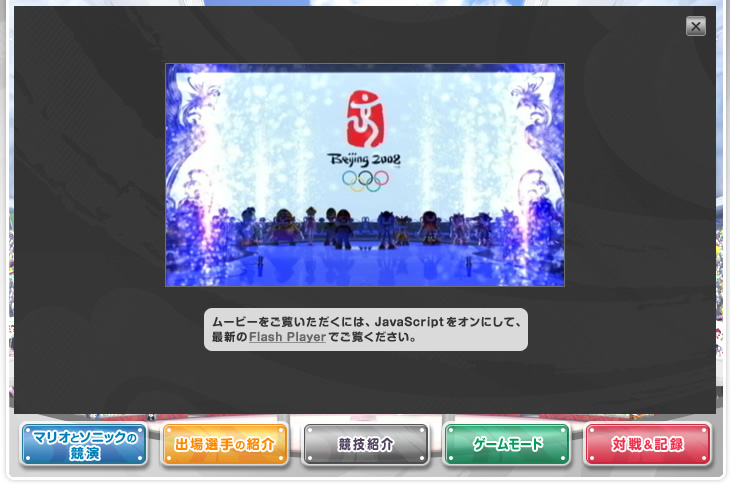 Beijing 2008
ムービーをご覧いただくには、JavaScriptをオンにして、
最新のFlash Playerでご覧ください。
マリオとソニックの
競演
出場選手の紹介
競技紹介
ゲームモード
対戦&記録